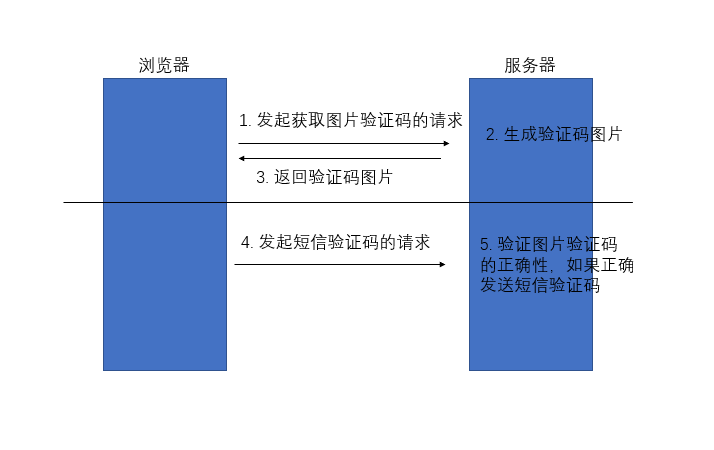 浏览器
服务器
1. 发起获取图片验证码的请求
2. 生成验证码图片
3. 返回验证码图片
4. 发起短信验证码的请求
5. 验证图片验证码
的正确性，如果正确
发送短信验证码